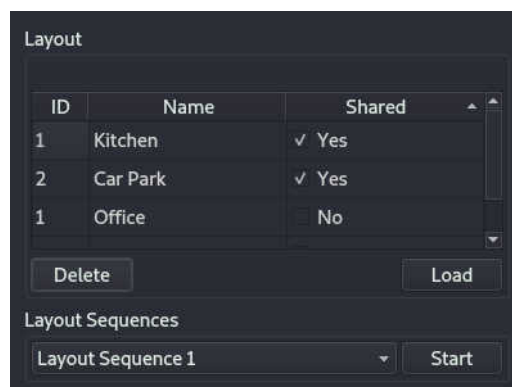 Layout
ID Name Shared
1 Kitchen ✓ Yes
2 Car Park ✓ Yes
1 Office No
Delete Load
Layout Sequences
Layout Sequence 1 Start